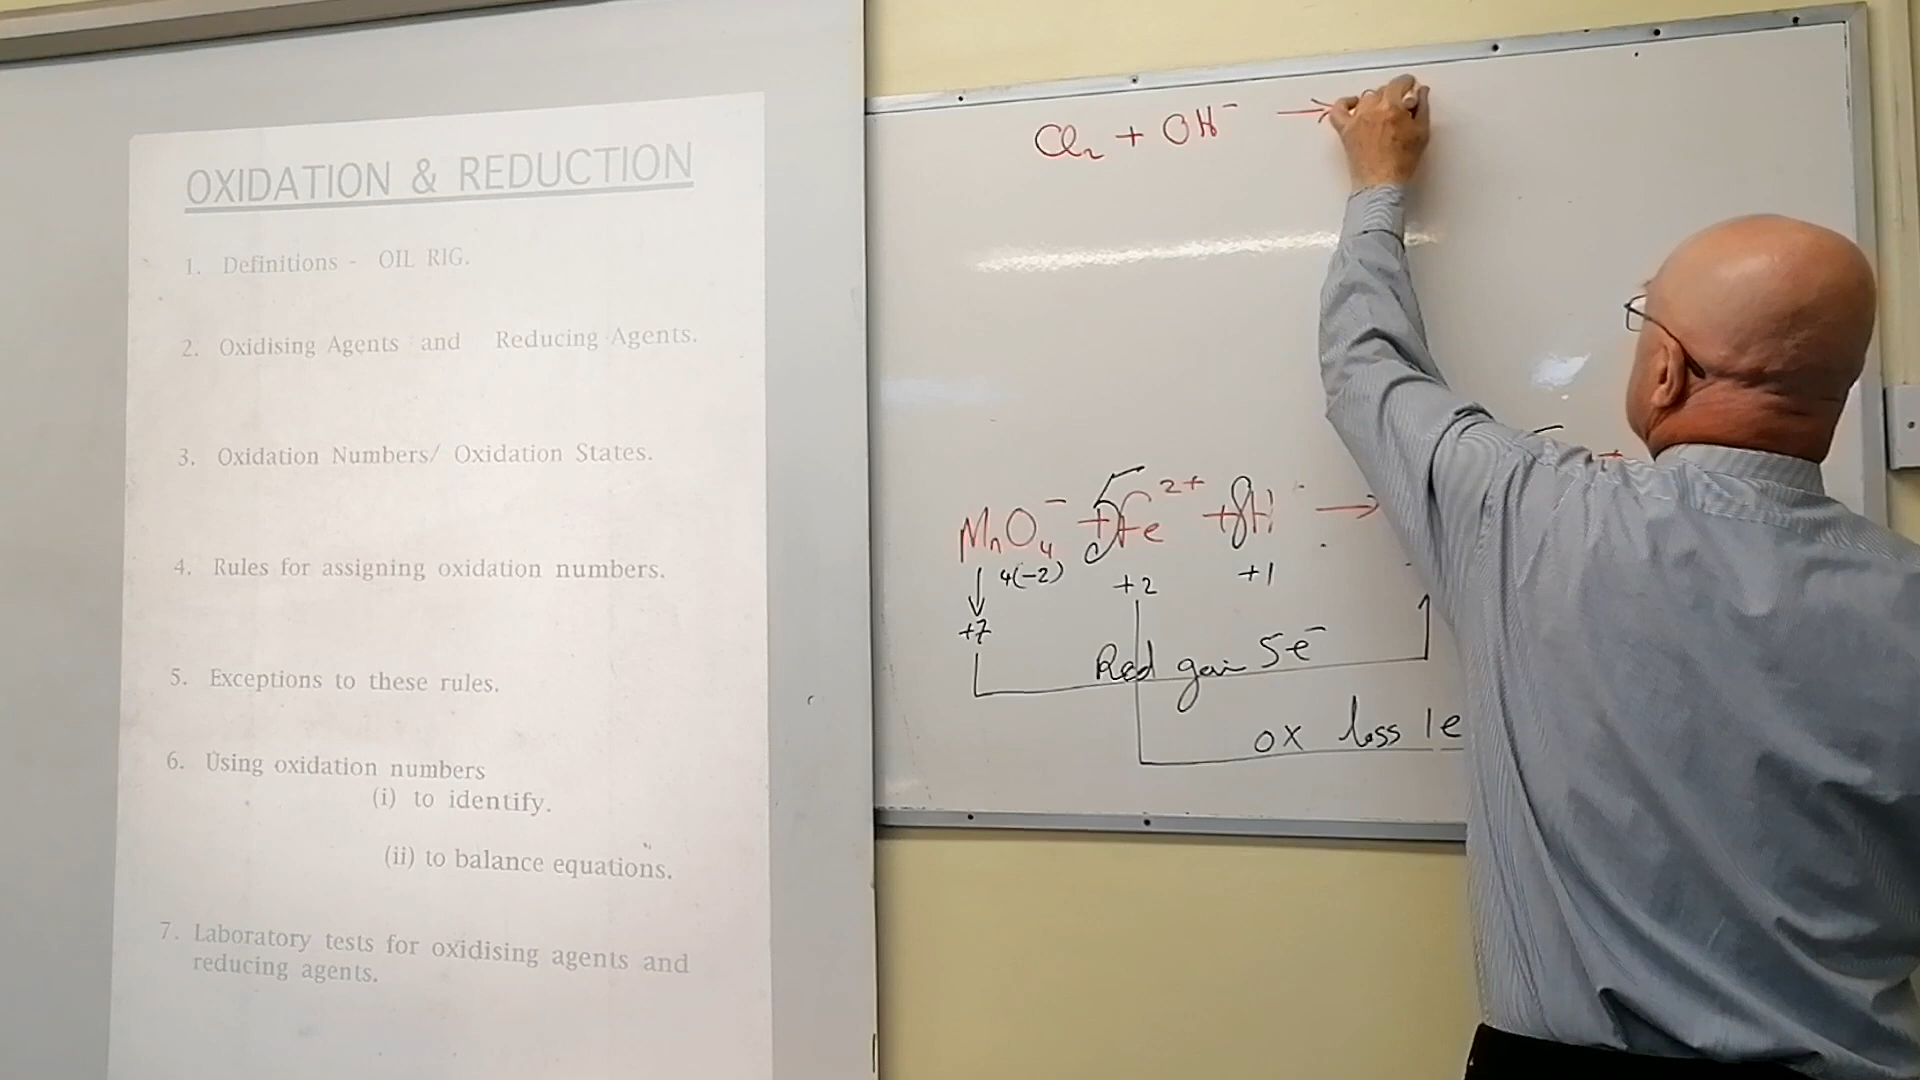 OXIDATION & REDUCTION
1. Definitions - OIL RIG.
2. Oxidising Agents and Reducing Agents.
3. Oxidation Numbers/ Oxidation States.
4. Rules for assigning oxidation numbers.
5. Exceptions to these rules.
6. Using oxidation numbers
(i) to identify.
(ii) to balance equations.
7. Laboratory tests for oxidising agents and
reducing agents.
Cl₂ + OH⁻ →
MnO₄⁻ + 5Fe²⁺ + 8H →
4(-2) +2 +1
+7
Red gain 5e⁻
ox loss 1e